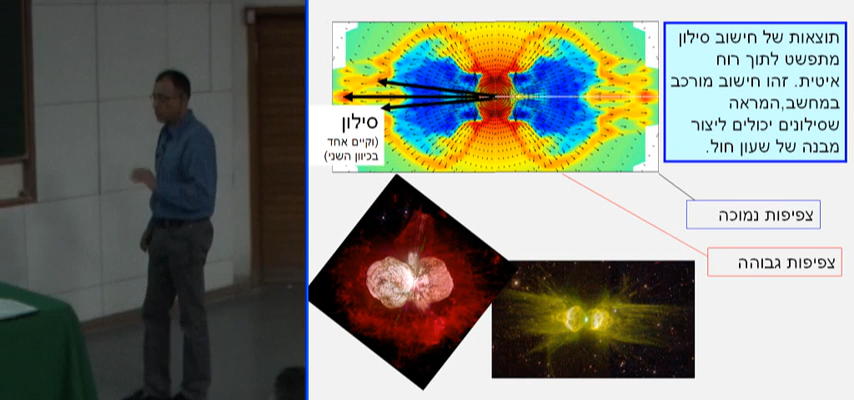 תוצאות של חישוב סילון
מתפשט לתוך רוח
איטית. זהו חישוב מורכב
במחשב,המראה
שסילונים יכולים ליצור
מבנה של שעון חול.
סילון
(וקיים אחד
בכיוון השני)
צפיפות נמוכה
צפיפות גבוהה